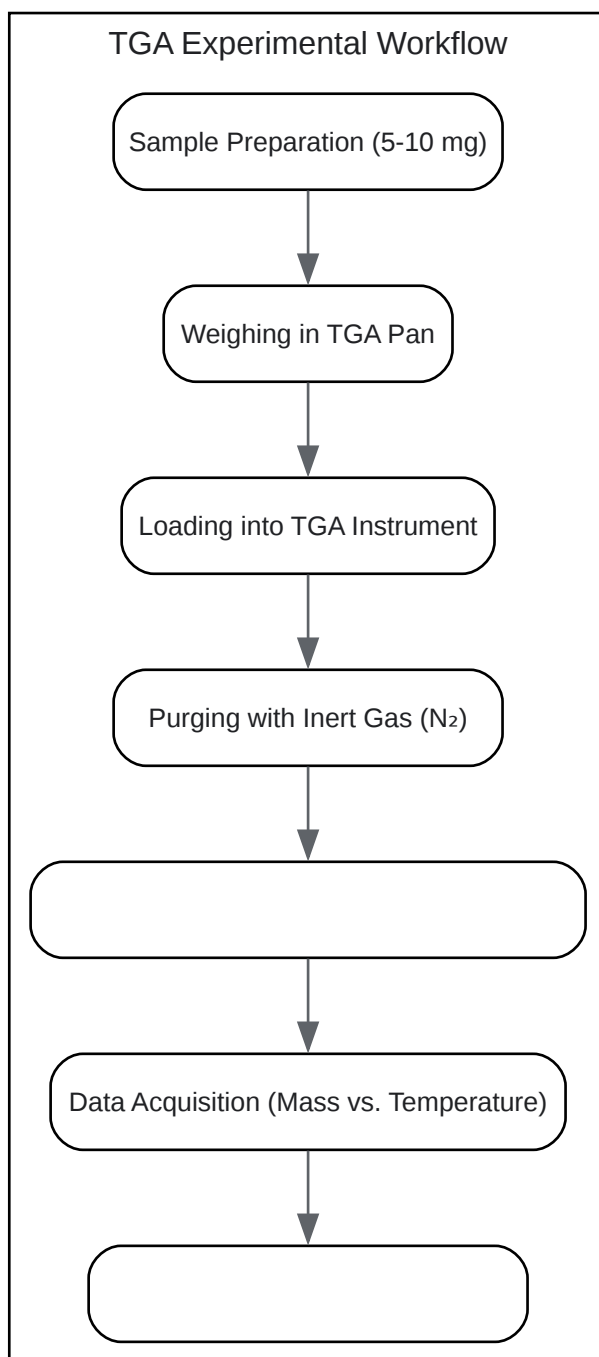 TGA Experimental Workflow
Sample Preparation (5-10 mg)
Weighing in TGA Pan
Loading into TGA Instrument
Purging with Inert Gas (N₂)
Data Acquisition (Mass vs. Temperature)